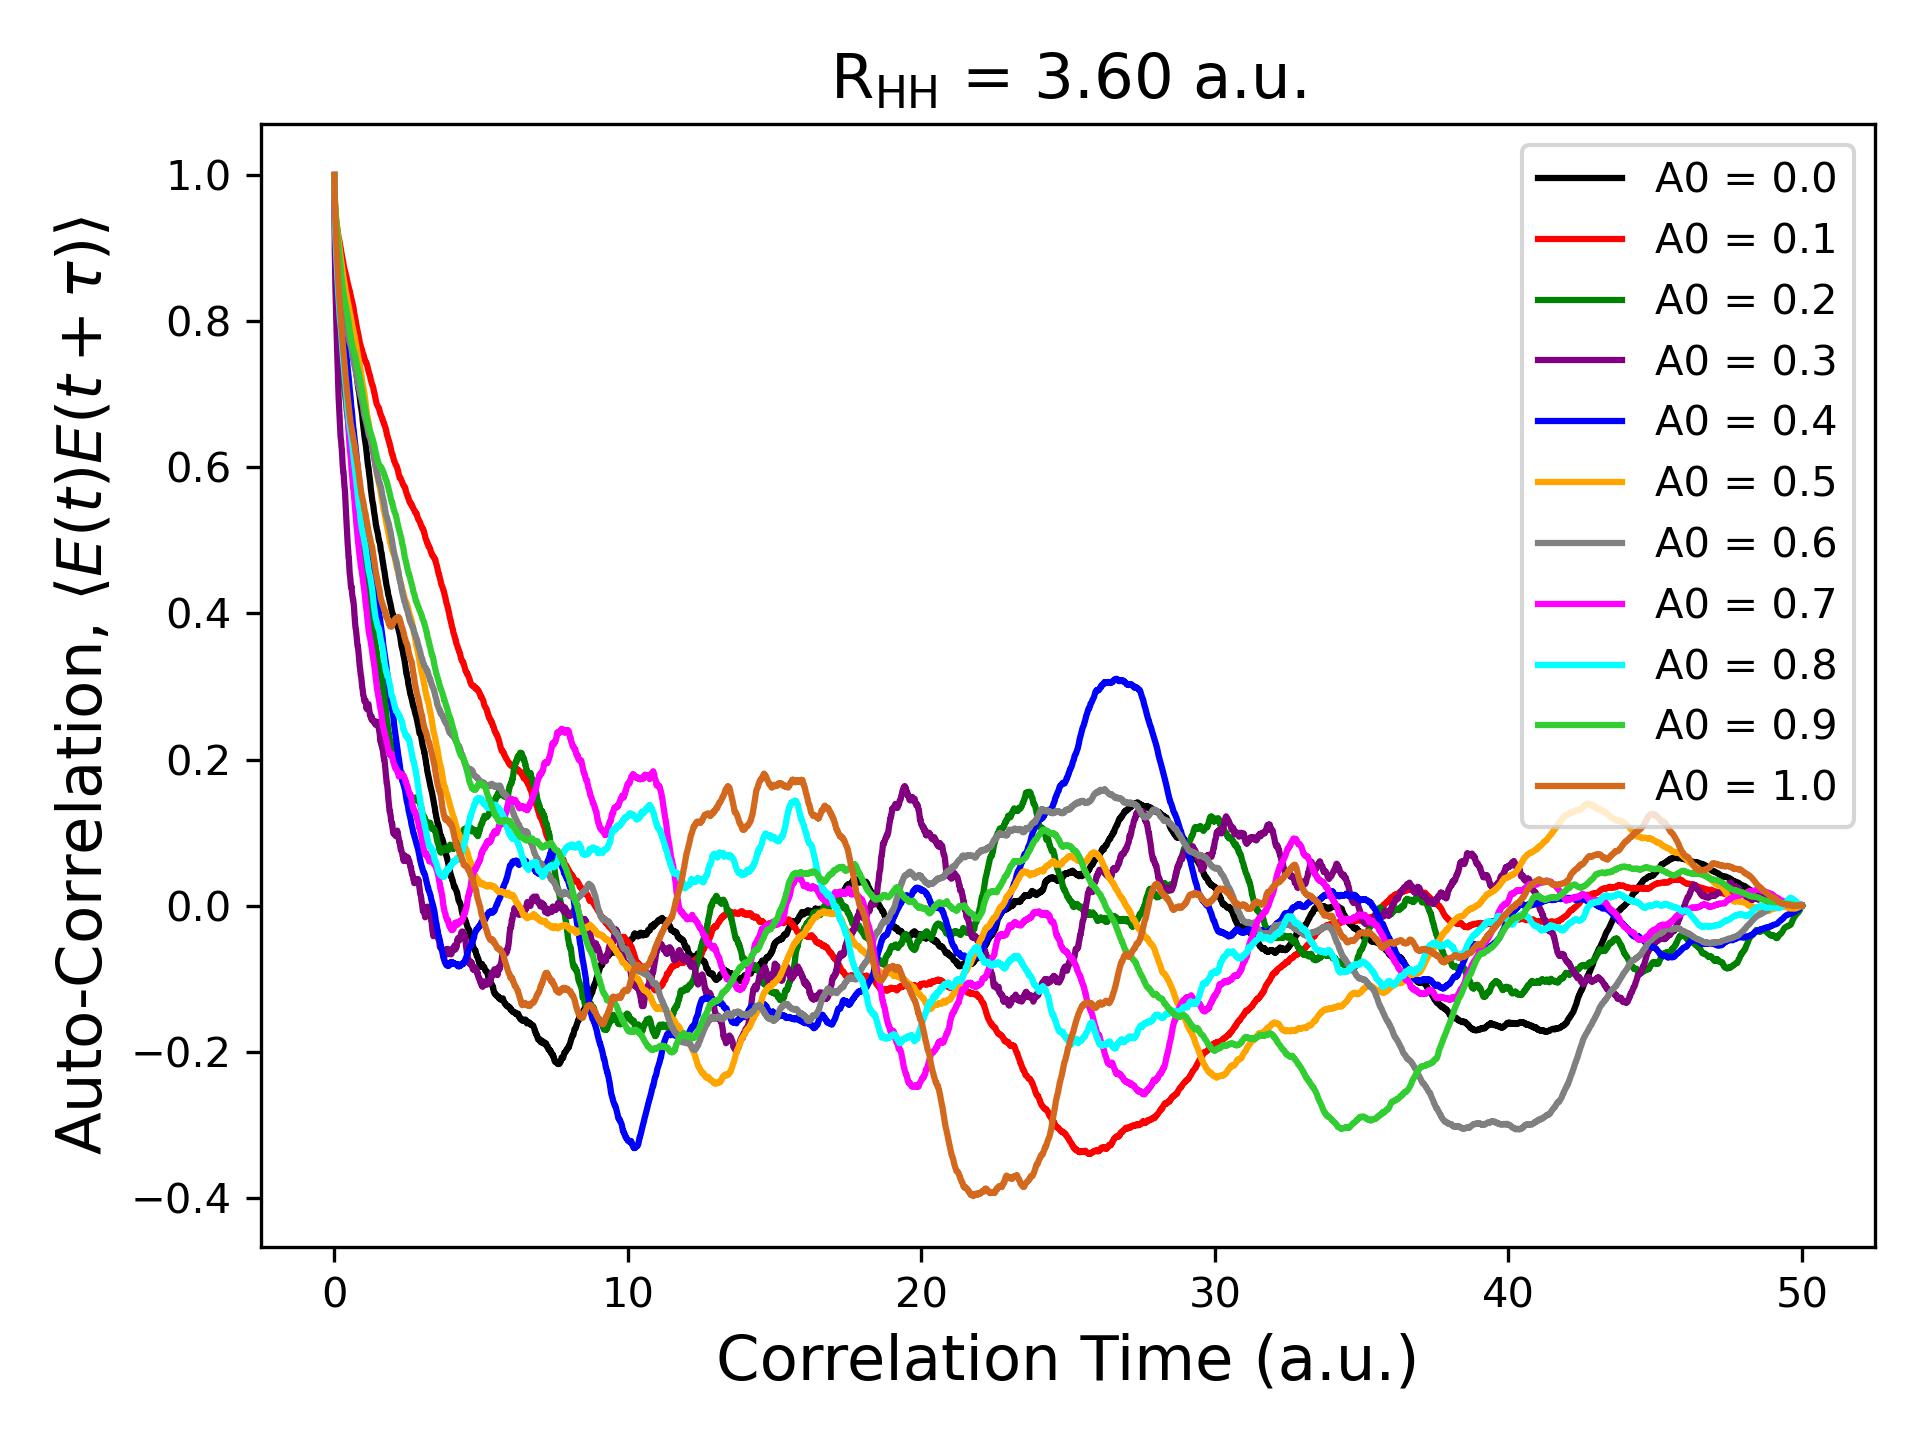 R_HH = 3.60 a.u.
Auto-Correlation, ⟨E(t)E(t + τ)⟩
1.0
0.8
0.6
0.4
0.2
0.0
−0.2
−0.4
A0 = 0.0
A0 = 0.1
A0 = 0.2
A0 = 0.3
A0 = 0.4
A0 = 0.5
A0 = 0.6
A0 = 0.7
A0 = 0.8
A0 = 0.9
A0 = 1.0
0 10 20 30 40 50
Correlation Time (a.u.)